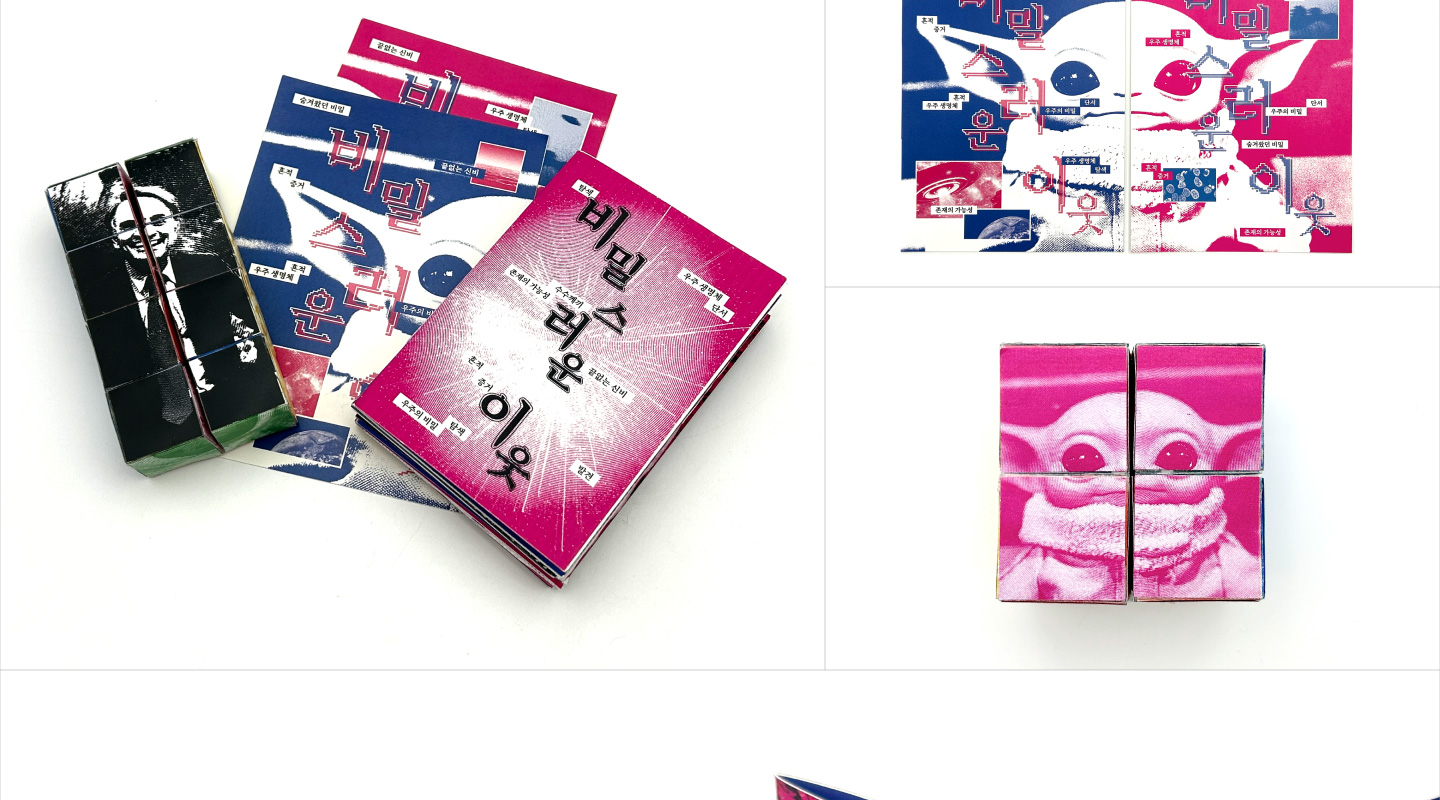 끝없는 신비
비
우주 생명체
탐색
숨겨왔던 비밀
비
밀
스
러
운
끝없는 신비
흔적
증거
흔적
우주 생명체
탐색
비
밀
스
러
운
이
웃
우주 생명체
단서
존재의 가능성
수수께끼
흔적
증거
끝없는 신비
우주의 비밀
탐색
발견
비
밀
스
러
운
이
웃
흔적
증거
흔적
우주 생명체
단서
우주의 비밀
우주 생명체
탐색
존재의 가능성
비
밀
스
러
운
이
웃
흔적
우주 생명체
단서
우주의 비밀
숨겨왔던 비밀
흔적
증거
존재의 가능성